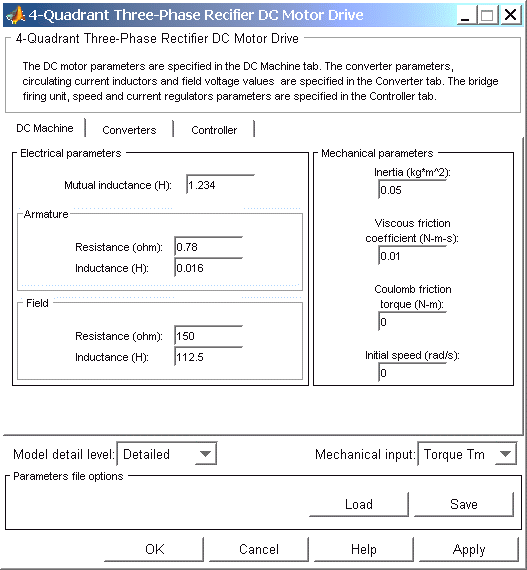 4-Quadrant Three-Phase Recifier DC Motor Drive
4-Quadrant Three-Phase Recifier DC Motor Drive
The DC motor parameters are specified in the DC Machine tab. The converter parameters,
circulating current inductors and field voltage values are specified in the Converter tab. The bridge
firing unit, speed and current regulators parameters are specified in the Controller tab.
DC Machine Converters Controller
Electrical parameters
Mutual inductance (H): 1.234
Armature
Resistance (ohm): 0.78
Inductance (H): 0.016
Field
Resistance (ohm): 150
Inductance (H): 112.5
Mechanical parameters
Inertia (kg*m^2):
0.05
Viscous friction
coefficient (N-m-s):
0.01
Coulomb friction
torque (N-m):
0
Initial speed (rad/s):
0
Model detail level: Detailed
Mechanical input: Torque Tm
Parameters file options
Load Save
OK Cancel Help Apply